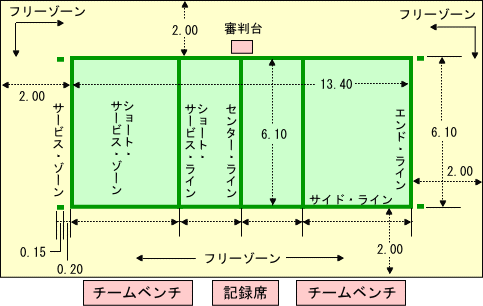 フリーゾーン
2.00
審判台
フリーゾーン
2.00
13.40
サービス・ゾーン
ショート・
サービス・ゾーン
ショート・
サービス・ライン
センター・ライン
6.10
エンド・ライン
6.10
2.00
サイド・ライン
0.15
0.20
フリーゾーン
2.00
チームベンチ
記録席
チームベンチ